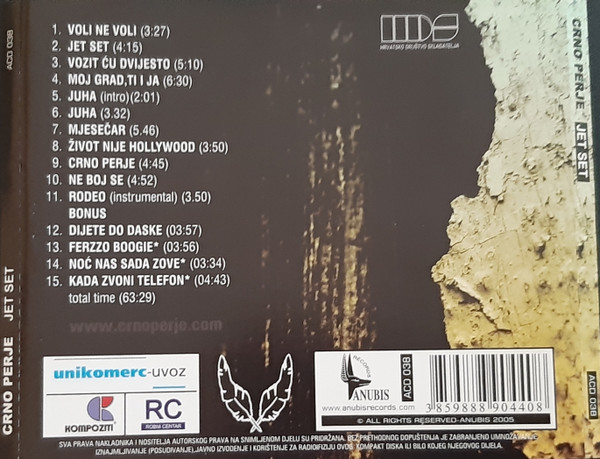 ACD 038
CRNO PERJE JET SET
1. VOLI NE VOLI (3:27)
2. JET SET (4:15)
3. VOZIT ĆU DVIJESTO (5:10)
4. MOJ GRAD,TI I JA (6:30)
5. JUHA (intro)(2:01)
6. JUHA (3.32)
7. MJESEČAR (5.46)
8. ŽIVOT NIJE HOLLYWOOD (3:50)
9. CRNO PERJE (4:45)
10. NE BOJ SE (4:52)
11. RODEO (instrumental) (3.50)
BONUS
12. DIJETE DO DASKE (03:57)
13. FERZZO BOOGIE* (03:56)
14. NOĆ NAS SADA ZOVE* (03:34)
15. KADA ZVONI TELEFON* (04:43)
total time (63:29)
www.crnoperje.com
HDS
HRVATSKO DRUŠTVO SKLADATELJA
CRNO PERJE JET SET
ACD 038
unikomerc-uvoz
KOMPOZITI
RC
ROBNI CENTAR
RECORDS
ANUBIS
www.anubisrecords.com
ACD 038
3 859888 904408
© ALL RIGHTS RESERVED-ANUBIS 2005
SVA PRAVA NAKLADNIKA I NOSITELJA AUTORSKOG PRAVA NA SNIMLJENOM DJELU SU PRIDRŽANA. BEZ PRETHODNOG DOPUŠTENJA JE ZABRANJENO UMNOŽAVANJE,
IZNAJMLJIVANJE (POSUĐIVANJE),JAVNO IZVOĐENJE I KORIŠTENJE ZA RADIODIFUZIJU OVOG KOMPAKT DISKA ILI BILO KOJEG NJEGOVOG DIJELA.